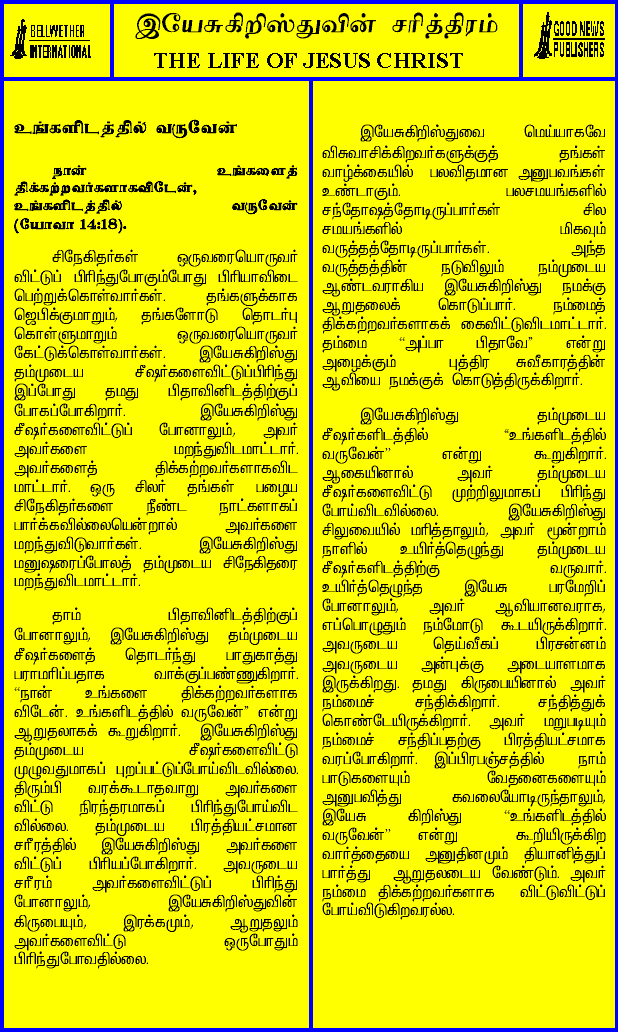 BELLWETHER
INTERNATIONAL
இயேசுகிறிஸ்துவின் சரித்திரம்
THE LIFE OF JESUS CHRIST
GOOD NEWS
PUBLISHERS
உங்களிடத்தில் வருவேன்
நான் உங்களைத்
திக்கற்றவர்களாகவிடேன்,
உங்களிடத்தில் வருவேன்
(யோவா 14:18).
சிநேகிதர்கள் ஒருவரையொருவர்
விட்டுப் பிரிந்துபோகும்போது பிரியாவிடை
பெற்றுக்கொள்வார்கள். தங்களுக்காக
ஜெபிக்குமாறும், தங்களோடு தொடர்பு
கொள்ளுமாறும் ஒருவரையொருவர்
கேட்டுக்கொள்வார்கள். இயேசுகிறிஸ்து
தம்முடைய சீஷர்களைவிட்டுப்பிரிந்து
இப்போது தமது பிதாவினிடத்திற்குப்
போகப்போகிறார். இயேசுகிறிஸ்து
சீஷர்களைவிட்டுப் போனாலும், அவர்
அவர்களை மறந்துவிடமாட்டார்.
அவர்களைத் திக்கற்றவர்களாகவிட
மாட்டார். ஒரு சிலர் தங்கள் பழைய
சிநேகிதர்களை நீண்ட நாட்களாகப்
பார்க்கவில்லையென்றால் அவர்களை
மறந்துவிடுவார்கள். இயேசுகிறிஸ்து
மனுஷரைப்போலத் தம்முடைய சிநேகிதரை
மறந்துவிடமாட்டார்.
தாம் பிதாவினிடத்திற்குப்
போனாலும், இயேசுகிறிஸ்து தம்முடைய
சீஷர்களைத் தொடர்ந்து பாதுகாத்து
பராமரிப்பதாக வாக்குப்பண்ணுகிறார்.
“நான் உங்களை திக்கற்றவர்களாக
விடேன். உங்களிடத்தில் வருவேன்” என்று
ஆறுதலாகக் கூறுகிறார். இயேசுகிறிஸ்து
தம்முடைய சீஷர்களைவிட்டு
முழுவதுமாகப் புறப்பட்டுப்போய்விடவில்லை.
திரும்பி வரக்கூடாதவாறு அவர்களை
விட்டு நிரந்தரமாகப் பிரிந்துபோய்விட
வில்லை. தம்முடைய பிரத்தியட்சமான
சரீரத்தில் இயேசுகிறிஸ்து அவர்களை
விட்டுப் பிரியப்போகிறார். அவருடைய
சரீரம் அவர்களைவிட்டுப் பிரிந்து
போனாலும், இயேசுகிறிஸ்துவின்
கிருபையும், இரக்கமும், ஆறுதலும்
அவர்களைவிட்டு ஒருபோதும்
பிரிந்துபோவதில்லை.
இயேசுகிறிஸ்துவை மெய்யாகவே
விசுவாசிக்கிறவர்களுக்குத் தங்கள்
வாழ்க்கையில் பலவிதமான அனுபவங்கள்
உண்டாகும். பலசமயங்களில்
சந்தோஷத்தோடிருப்பார்கள் சில
சமயங்களில் மிகவும்
வருத்தத்தோடிருப்பார்கள். அந்த
வருத்தத்தின் நடுவிலும் நம்முடைய
ஆண்டவராகிய இயேசுகிறிஸ்து நமக்கு
ஆறுதலைக் கொடுப்பார். நம்மைத்
திக்கற்றவர்களாகக் கைவிட்டுவிடமாட்டார்.
தம்மை “அப்பா பிதாவே” என்று
அழைக்கும் புத்திர சுவீகாரத்தின்
ஆவியை நமக்குக் கொடுத்திருக்கிறார்.
இயேசுகிறிஸ்து தம்முடைய
சீஷர்களிடத்தில் “உங்களிடத்தில்
வருவேன்” என்று கூறுகிறார்.
ஆகையினால் அவர் தம்முடைய
சீஷர்களைவிட்டு முற்றிலுமாகப் பிரிந்து
போய்விடவில்லை. இயேசுகிறிஸ்து
சிலுவையில் மரித்தாலும், அவர் மூன்றாம்
நாளில் உயிர்த்தெழுந்து தம்முடைய
சீஷர்களிடத்திற்கு வருவார்.
உயிர்த்தெழுந்த இயேசு பரமேறிப்
போனாலும், அவர் ஆவியானவராக,
எப்பொழுதும் நம்மோடு கூடயிருக்கிறார்.
அவருடைய தெய்வீகப் பிரசன்னம்
அவருடைய அன்புக்கு அடையாளமாக
இருக்கிறது. தமது கிருபையினால் அவர்
நம்மைச் சந்திக்கிறார். சந்தித்துக்
கொண்டேயிருக்கிறார். அவர் மறுபடியும்
நம்மைச் சந்திப்பதற்கு பிரத்தியட்சமாக
வரப்போகிறார். இப்பிரபஞ்சத்தில் நாம்
பாடுகளையும் வேதனைகளையும்
அனுபவித்து கவலையோடிருந்தாலும்,
இயேசு கிறிஸ்து “உங்களிடத்தில்
வருவேன்” என்று கூறியிருக்கிற
வார்த்தையை அனுதினமும் தியானித்துப்
பார்த்து ஆறுதலடைய வேண்டும். அவர்
நம்மை திக்கற்றவர்களாக விட்டுவிட்டுப்
போய்விடுகிறவரல்ல.